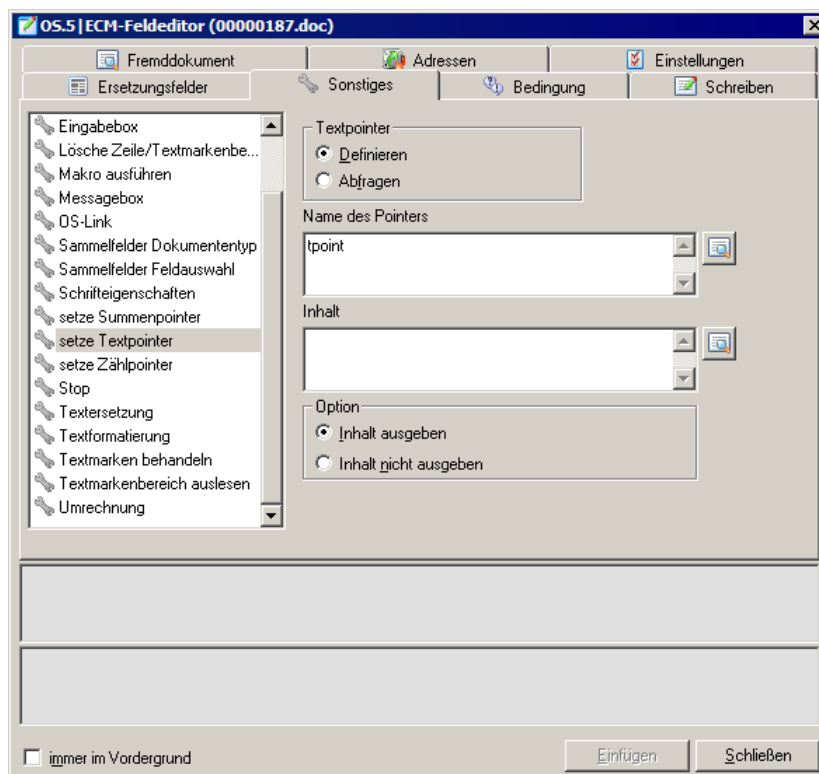 OS.5|ECM-Feldeditor (00000187.doc)
Fremddokument
Adressen
Einstellungen
Ersetzungsfelder
Sonstiges
Bedingung
Schreiben
Eingabebox
Lösche Zeile/Textmarkenbe...
Makro ausführen
Messagebox
OS-Link
Sammelfelder Dokumententyp
Sammelfelder Feldauswahl
Schrifteigenschaften
setze Summenpointer
setze Textpointer
setze Zählpointer
Stop
Textersetzung
Textformatierung
Textmarken behandeln
Textmarkenbereich auslesen
Umrechnung
Textpointer
Definieren
Abfragen
Name des Pointers
tpoint
Inhalt
Option
Inhalt ausgeben
Inhalt nicht ausgeben
immer im Vordergrund
Einfügen
Schließen